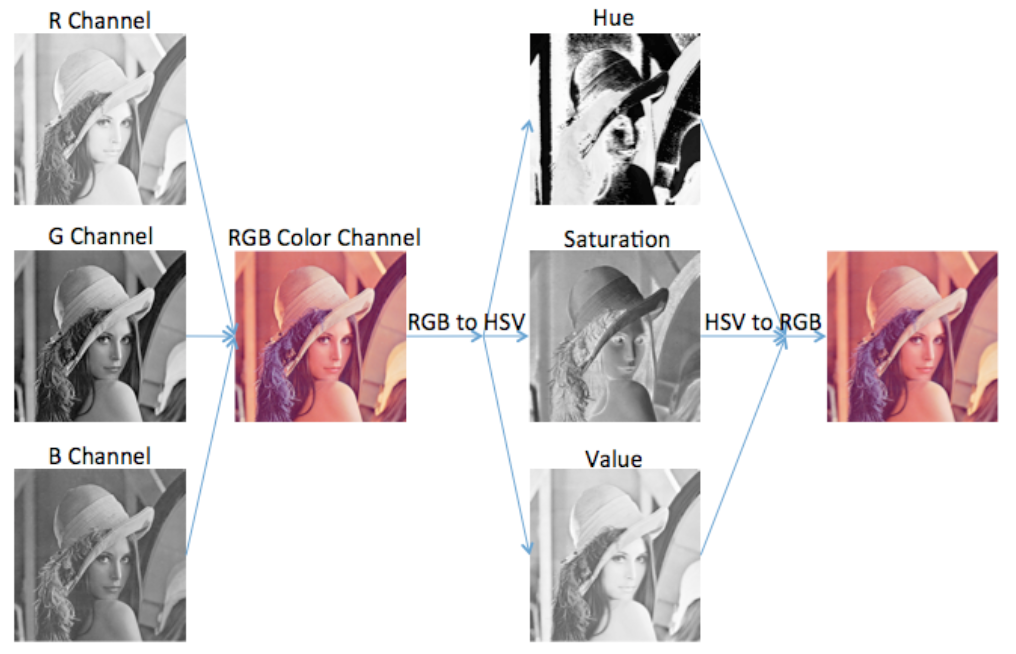 R Channel
Hue
G Channel
RGB Color Channel
Saturation
RGB to HSV
HSV to RGB
B Channel
Value